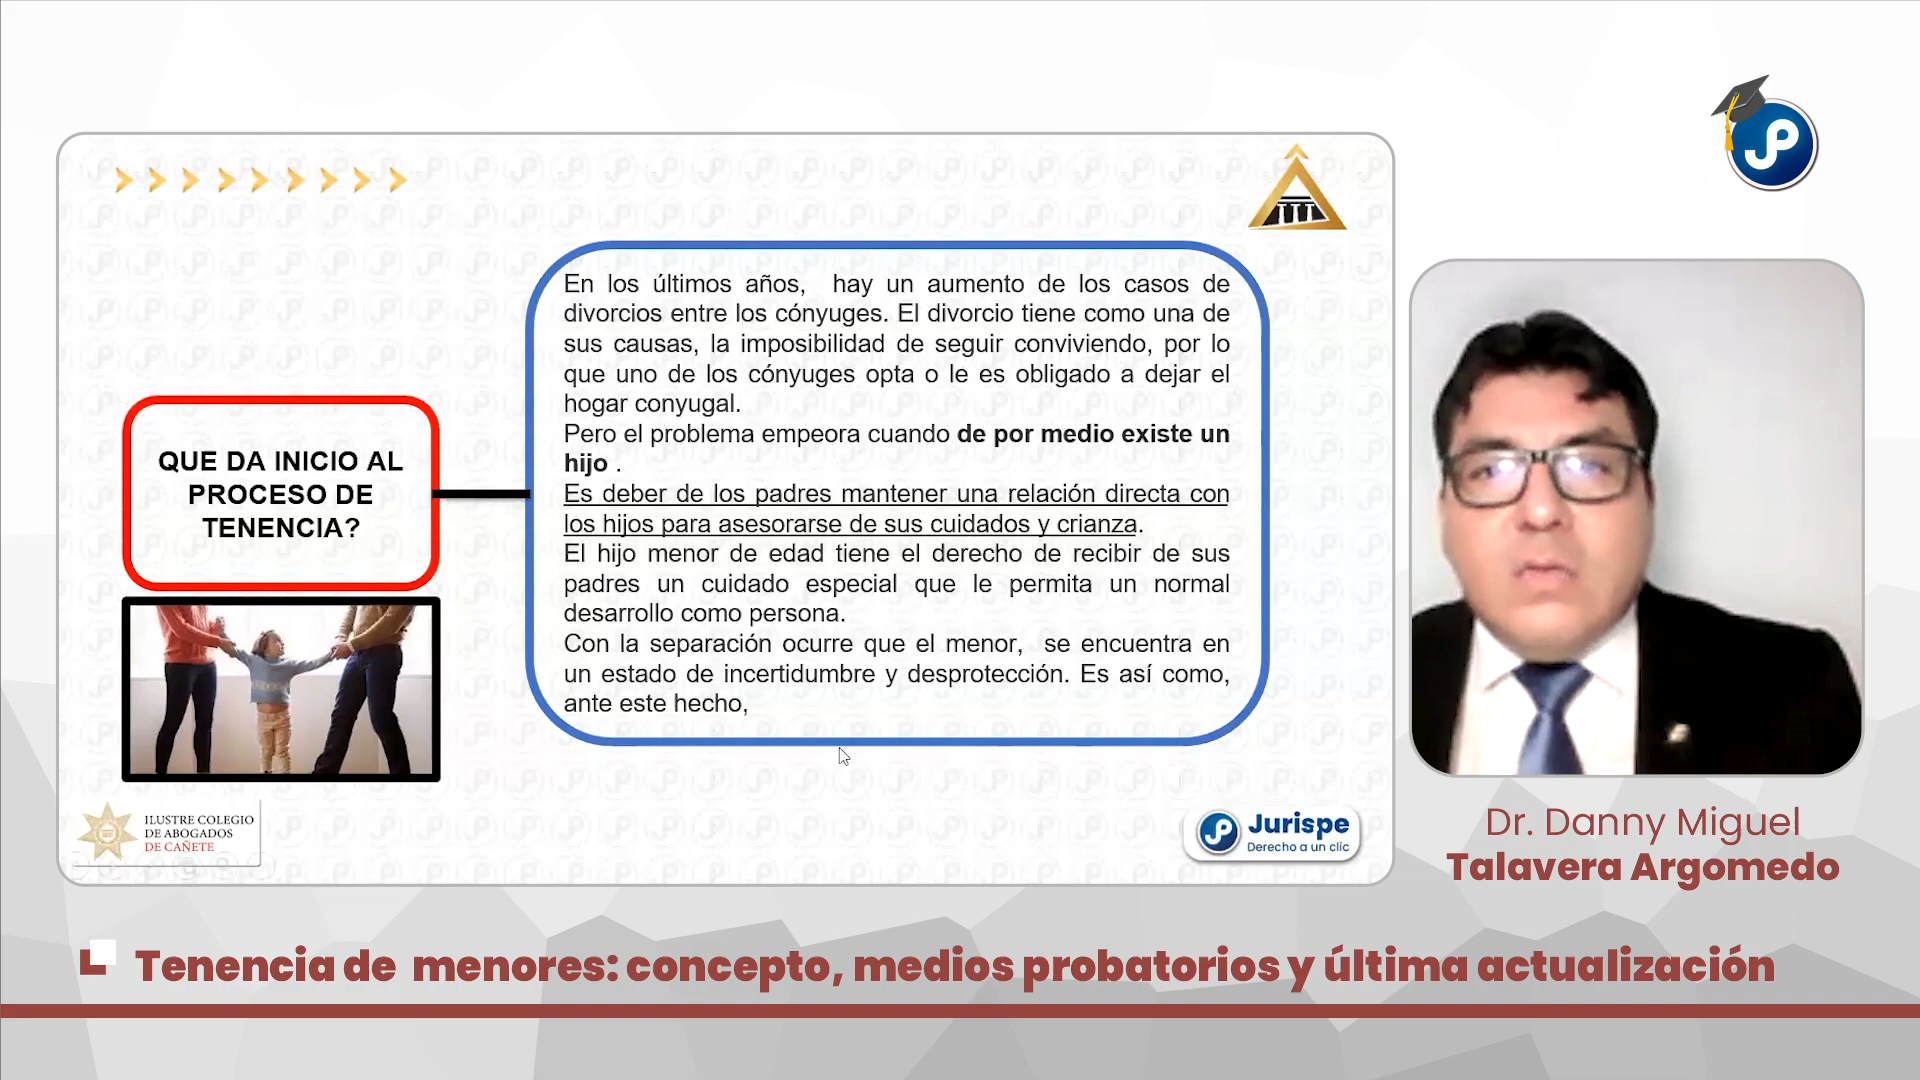 QUE DA INICIO AL
PROCESO DE
TENENCIA?
En los últimos años, hay un aumento de los casos de
divorcios entre los cónyuges. El divorcio tiene como una de
sus causas, la imposibilidad de seguir conviviendo, por lo
que uno de los cónyuges opta o le es obligado a dejar el
hogar conyugal.
Pero el problema empeora cuando de por medio existe un
hijo .
Es deber de los padres mantener una relación directa con
los hijos para asesorarse de sus cuidados y crianza.
El hijo menor de edad tiene el derecho de recibir de sus
padres un cuidado especial que le permita un normal
desarrollo como persona.
Con la separación ocurre que el menor, se encuentra en
un estado de incertidumbre y desprotección. Es así como,
ante este hecho,
ILUSTRE COLEGIO
DE ABOGADOS
DE CAÑETE
JP
Jurispe
Derecho a un clic
JP
Dr. Danny Miguel
Talavera Argomedo
Tenencia de menores: concepto, medios probatorios y última actualización